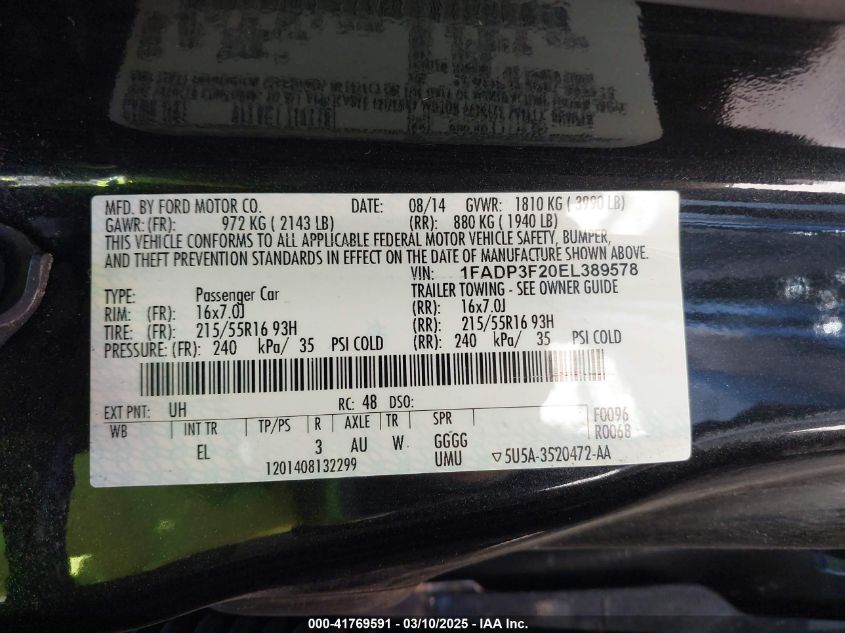 MFD. BY FORD MOTOR CO. DATE: 08/14 GVWR: 1810 KG ( 3990 LB)
GAWR: (FR): 972 KG ( 2143 LB) (RR): 880 KG ( 1940 LB)
THIS VEHICLE CONFORMS TO ALL APPLICABLE FEDERAL MOTOR VEHICLE SAFETY, BUMPER,
AND THEFT PREVENTION STANDARDS IN EFFECT ON THE DATE OF MANUFACTURE SHOWN ABOVE.
VIN: 1FADP3F20EL389578
TYPE: Passenger Car TRAILER TOWING - SEE OWNER GUIDE
RIM: (FR): 16x7.0J (RR): 16x7.0J
TIRE: (FR): 215/55R16 93H (RR): 215/55R16 93H
PRESSURE: (FR): 240 kPa/ 35 PSI COLD (RR): 240 kPa/ 35 PSI COLD
EXT PNT: UH RC: 48 DSO: F0096
WB INT TR TP/PS R AXLE TR SPR R0068
EL 3 AU W GGGG
1201408132299 UMU ▽5U5A-3520472-AA
000-41769591 - 03/10/2025 - IAA Inc.